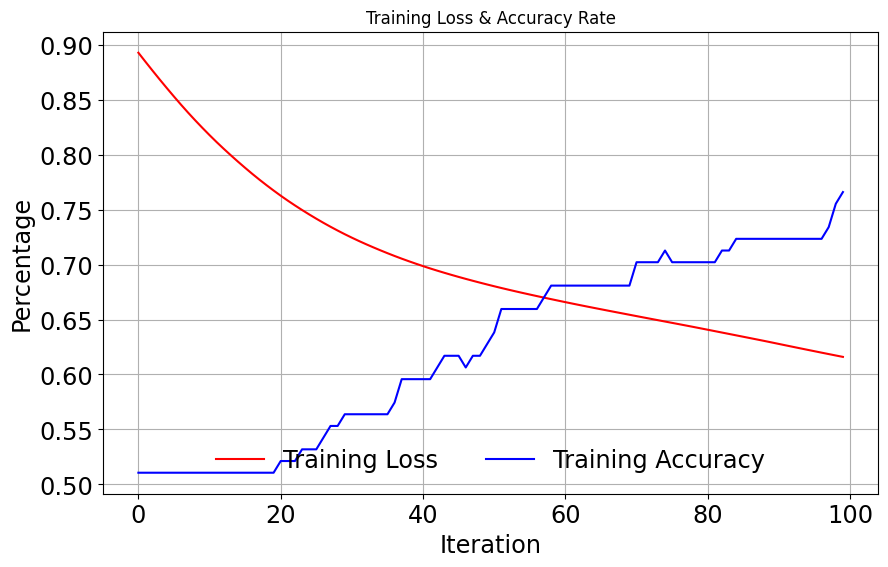 Training Loss & Accuracy Rate
0.90
0.85
0.80
0.75
0.70
0.65
0.60
0.55
0.50
Percentage
Training Loss
Training Accuracy
0 20 40 60 80 100
Iteration